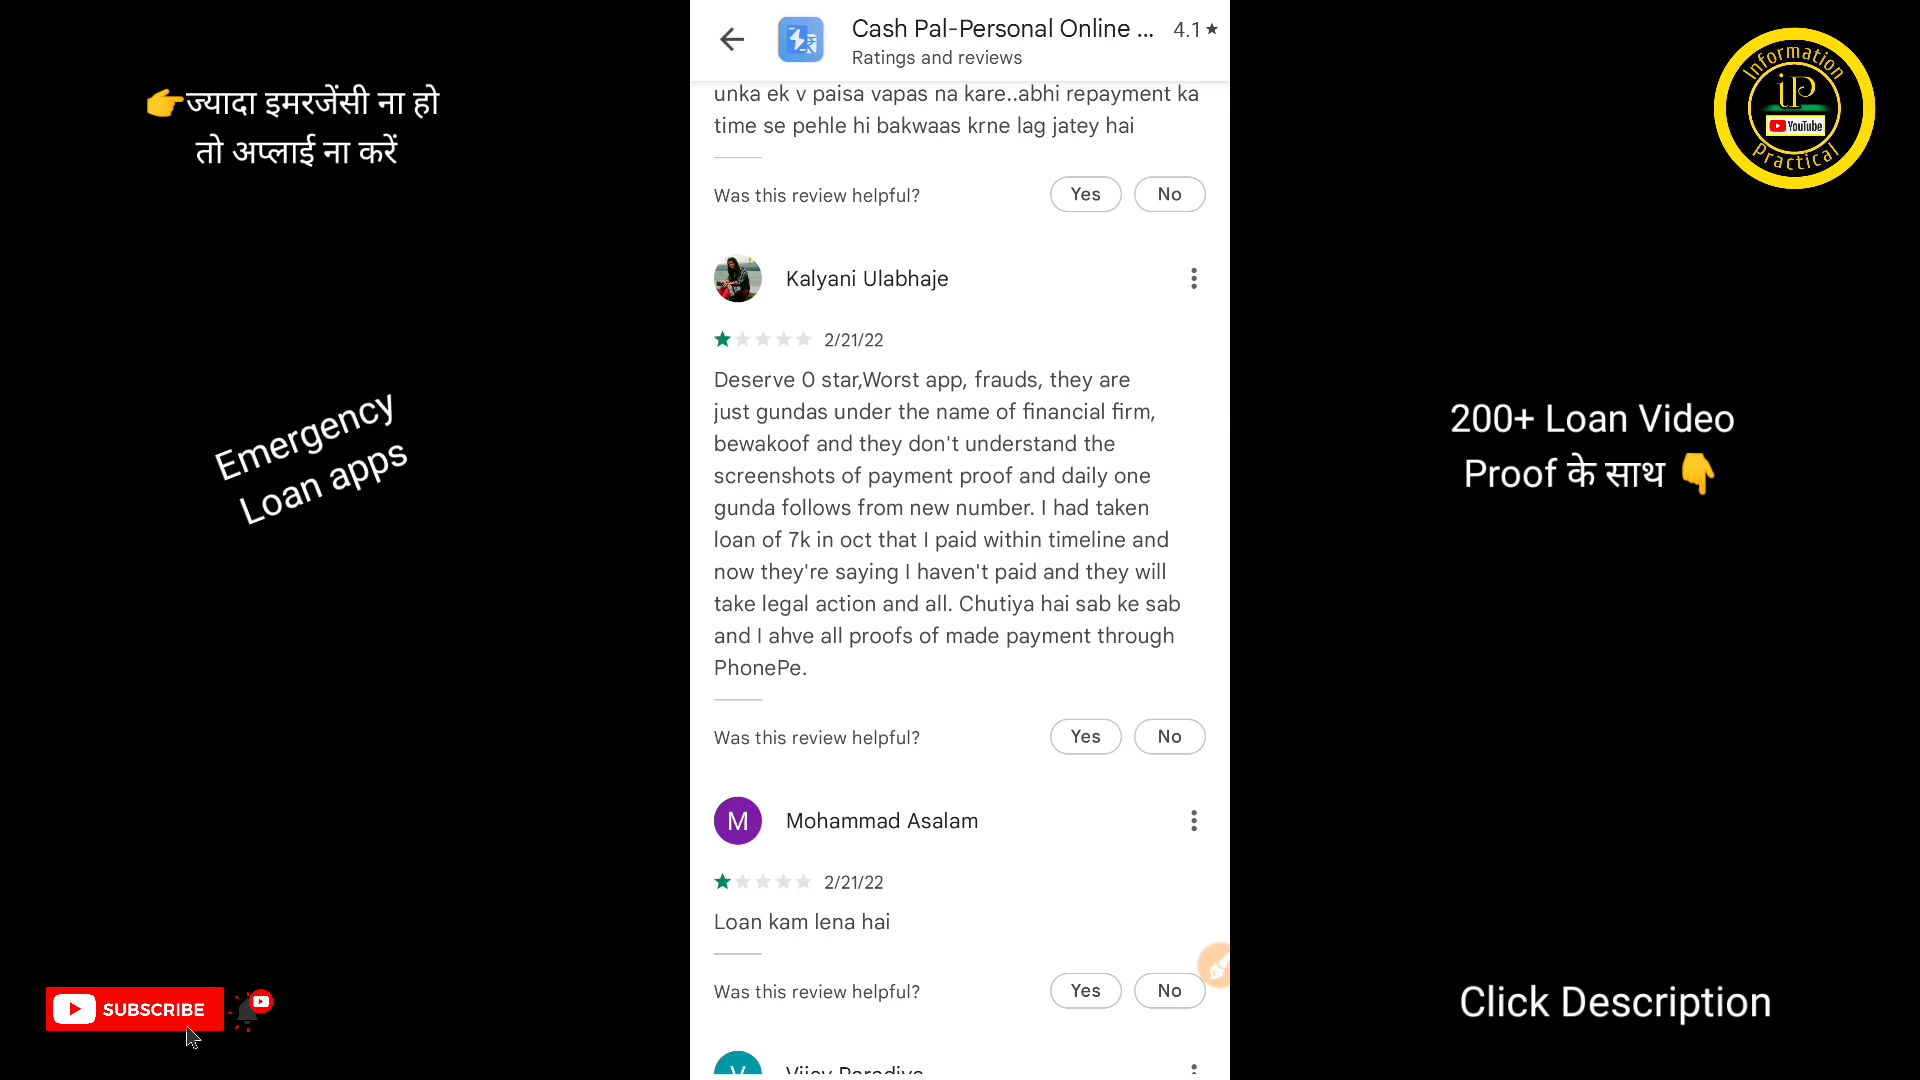 👉ज्यादा इमरजेंसी ना हो
तो अप्लाई ना करें
Emergency
Loan apps
Cash Pal-Personal Online ...
4.1★
Ratings and reviews
unka ek v paisa vapas na kare..abhi repayment ka
time se pehle hi bakwaas krne lag jatey hai
Was this review helpful?
Yes
No
Kalyani Ulabhaje
2/21/22
Deserve 0 star,Worst app, frauds, they are
just gundas under the name of financial firm,
bewakoof and they don't understand the
screenshots of payment proof and daily one
gunda follows from new number. I had taken
loan of 7k in oct that I paid within timeline and
now they're saying I haven't paid and they will
take legal action and all. Chutiya hai sab ke sab
and I ahve all proofs of made payment through
PhonePe.
Was this review helpful?
Yes
No
M
Mohammad Asalam
2/21/22
Loan kam lena hai
Was this review helpful?
Yes
No
Information
iP
YouTube
Practical
200+ Loan Video
Proof के साथ 👇
Click Description
SUBSCRIBE